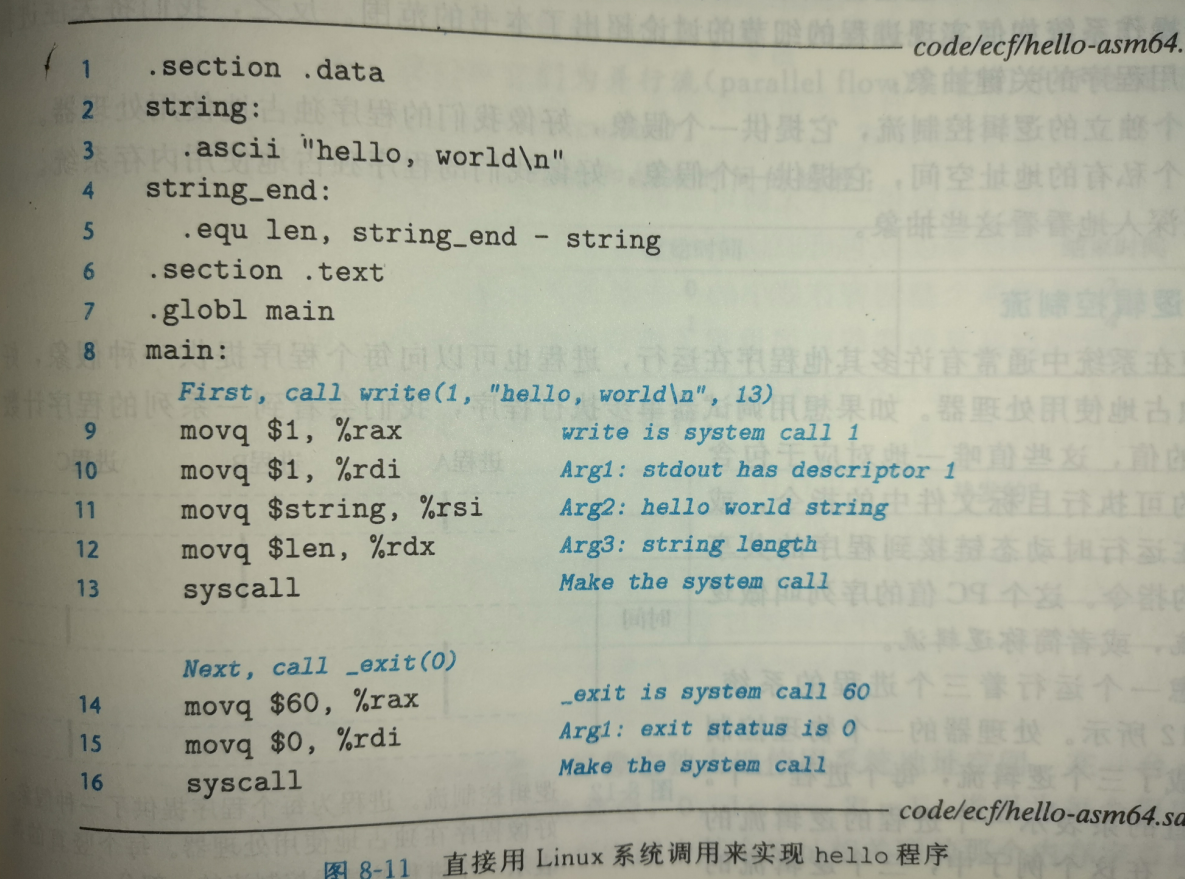 code/ecf/hello-asm64.
1 .section .data
2 string:
3 .ascii "hello, world\n"
4 string_end:
5 .equ len, string_end - string
6 .section .text
7 .globl main
8 main:
First, call write(1, "hello, world\n", 13)
9 movq $1, %rax write is system call 1
10 movq $1, %rdi Arg1: stdout has descriptor 1
11 movq $string, %rsi Arg2: hello world string
12 movq $len, %rdx Arg3: string length
13 syscall Make the system call
Next, call _exit(0)
14 movq $60, %rax _exit is system call 60
15 movq $0, %rdi Arg1: exit status is 0
16 syscall Make the system call
code/ecf/hello-asm64.sa
图 8-11 直接用 Linux 系统调用来实现 hello 程序